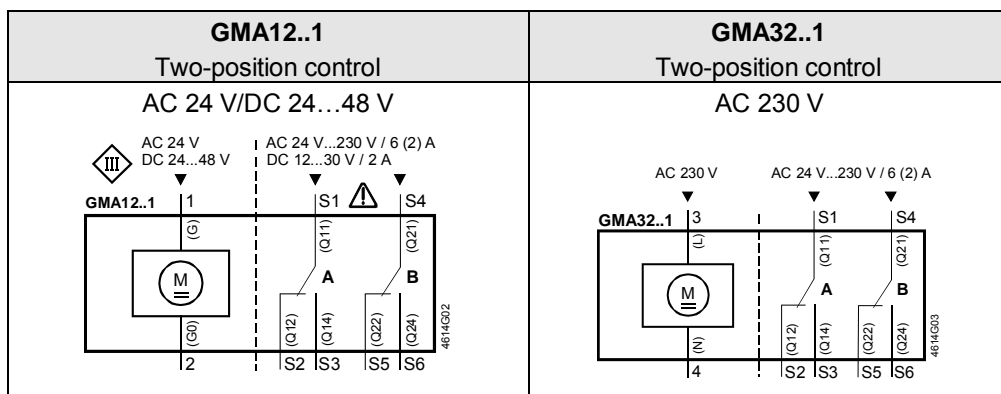 GMA12..1
Two-position control
GMA32..1
Two-position control
AC 24 V/DC 24…48 V
AC 230 V
AC 24 V
DC 24...48 V
AC 24 V...230 V / 6 (2) A
DC 12...30 V / 2 A
III
GMA12..1
1
S1
S4
(G)
(Q11)
(Q21)
M
A
B
(G0)
(Q12)
(Q14)
(Q22)
(Q24)
2
S2
S3
S5
S6
4614G02
AC 230 V
AC 24 V...230 V / 6 (2) A
GMA32..1
3
S1
S4
(L)
(Q11)
(Q21)
M
A
B
(N)
(Q12)
(Q14)
(Q22)
(Q24)
4
S2
S3
S5
S6
4614G03